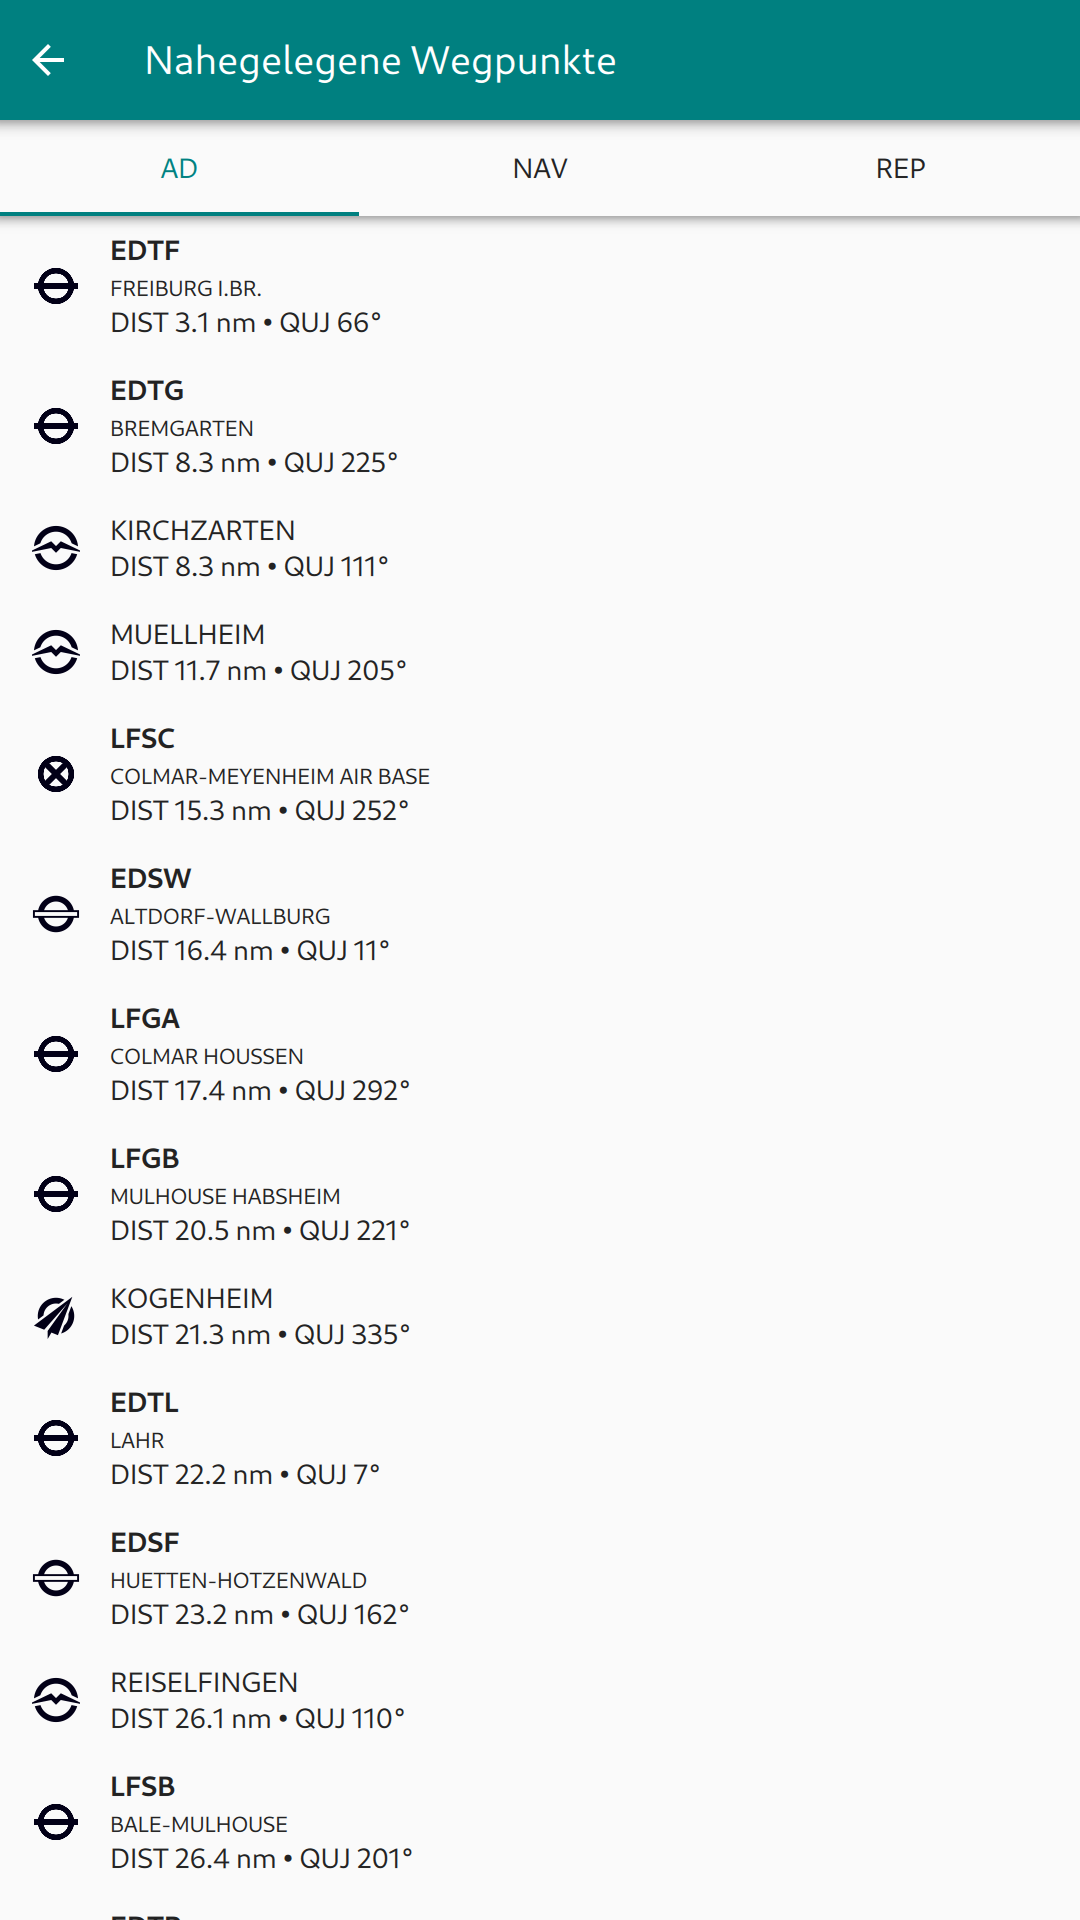 Nahegelegene Wegpunkte
AD
NAV
REP
EDTF
FREIBURG I.BR.
DIST 3.1 nm • QUJ 66°
EDTG
BREMGARTEN
DIST 8.3 nm • QUJ 225°
KIRCHZARTEN
DIST 8.3 nm • QUJ 111°
MUELLHEIM
DIST 11.7 nm • QUJ 205°
LFSC
COLMAR-MEYENHEIM AIR BASE
DIST 15.3 nm • QUJ 252°
EDSW
ALTDORF-WALLBURG
DIST 16.4 nm • QUJ 11°
LFGA
COLMAR HOUSSEN
DIST 17.4 nm • QUJ 292°
LFGB
MULHOUSE HABSHEIM
DIST 20.5 nm • QUJ 221°
KOGENHEIM
DIST 21.3 nm • QUJ 335°
EDTL
LAHR
DIST 22.2 nm • QUJ 7°
EDSF
HUETTEN-HOTZENWALD
DIST 23.2 nm • QUJ 162°
REISELFINGEN
DIST 26.1 nm • QUJ 110°
LFSB
BALE-MULHOUSE
DIST 26.4 nm • QUJ 201°